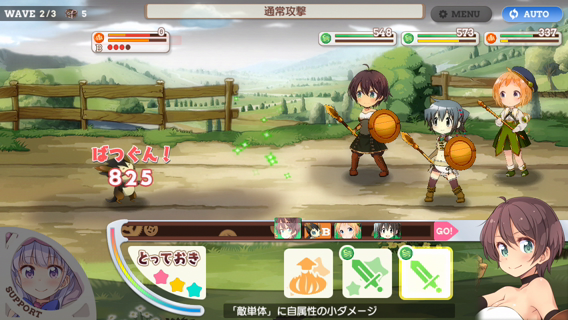 WAVE 2/3 5
通常攻撃
MENU
AUTO
0
B
548
573
337
ばつぐん!
825
B
GO!
とっておき
SUPPORT
「敵単体」に自属性の小ダメージ